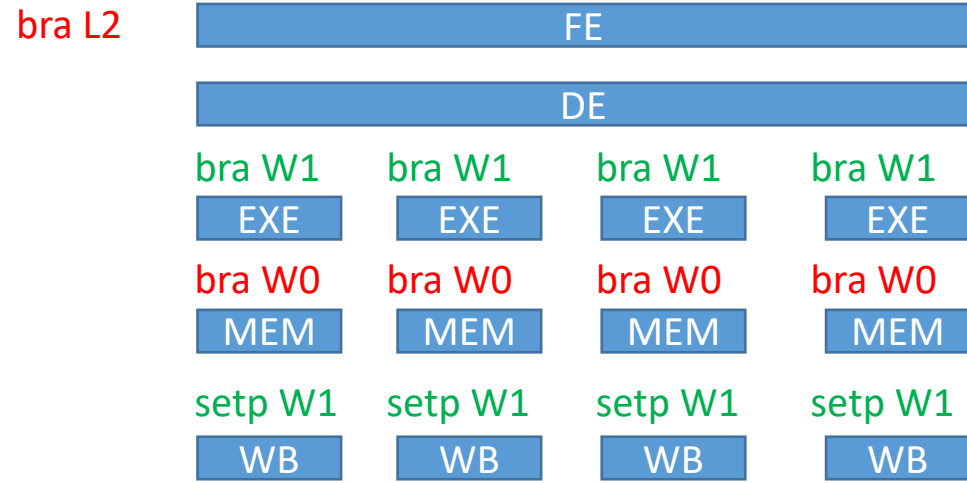 bra L2 FE
DE
bra W1 bra W1 bra W1 bra W1
EXE EXE EXE EXE
bra W0 bra W0 bra W0 bra W0
MEM MEM MEM MEM
setp W1 setp W1 setp W1 setp W1
WB WB WB WB